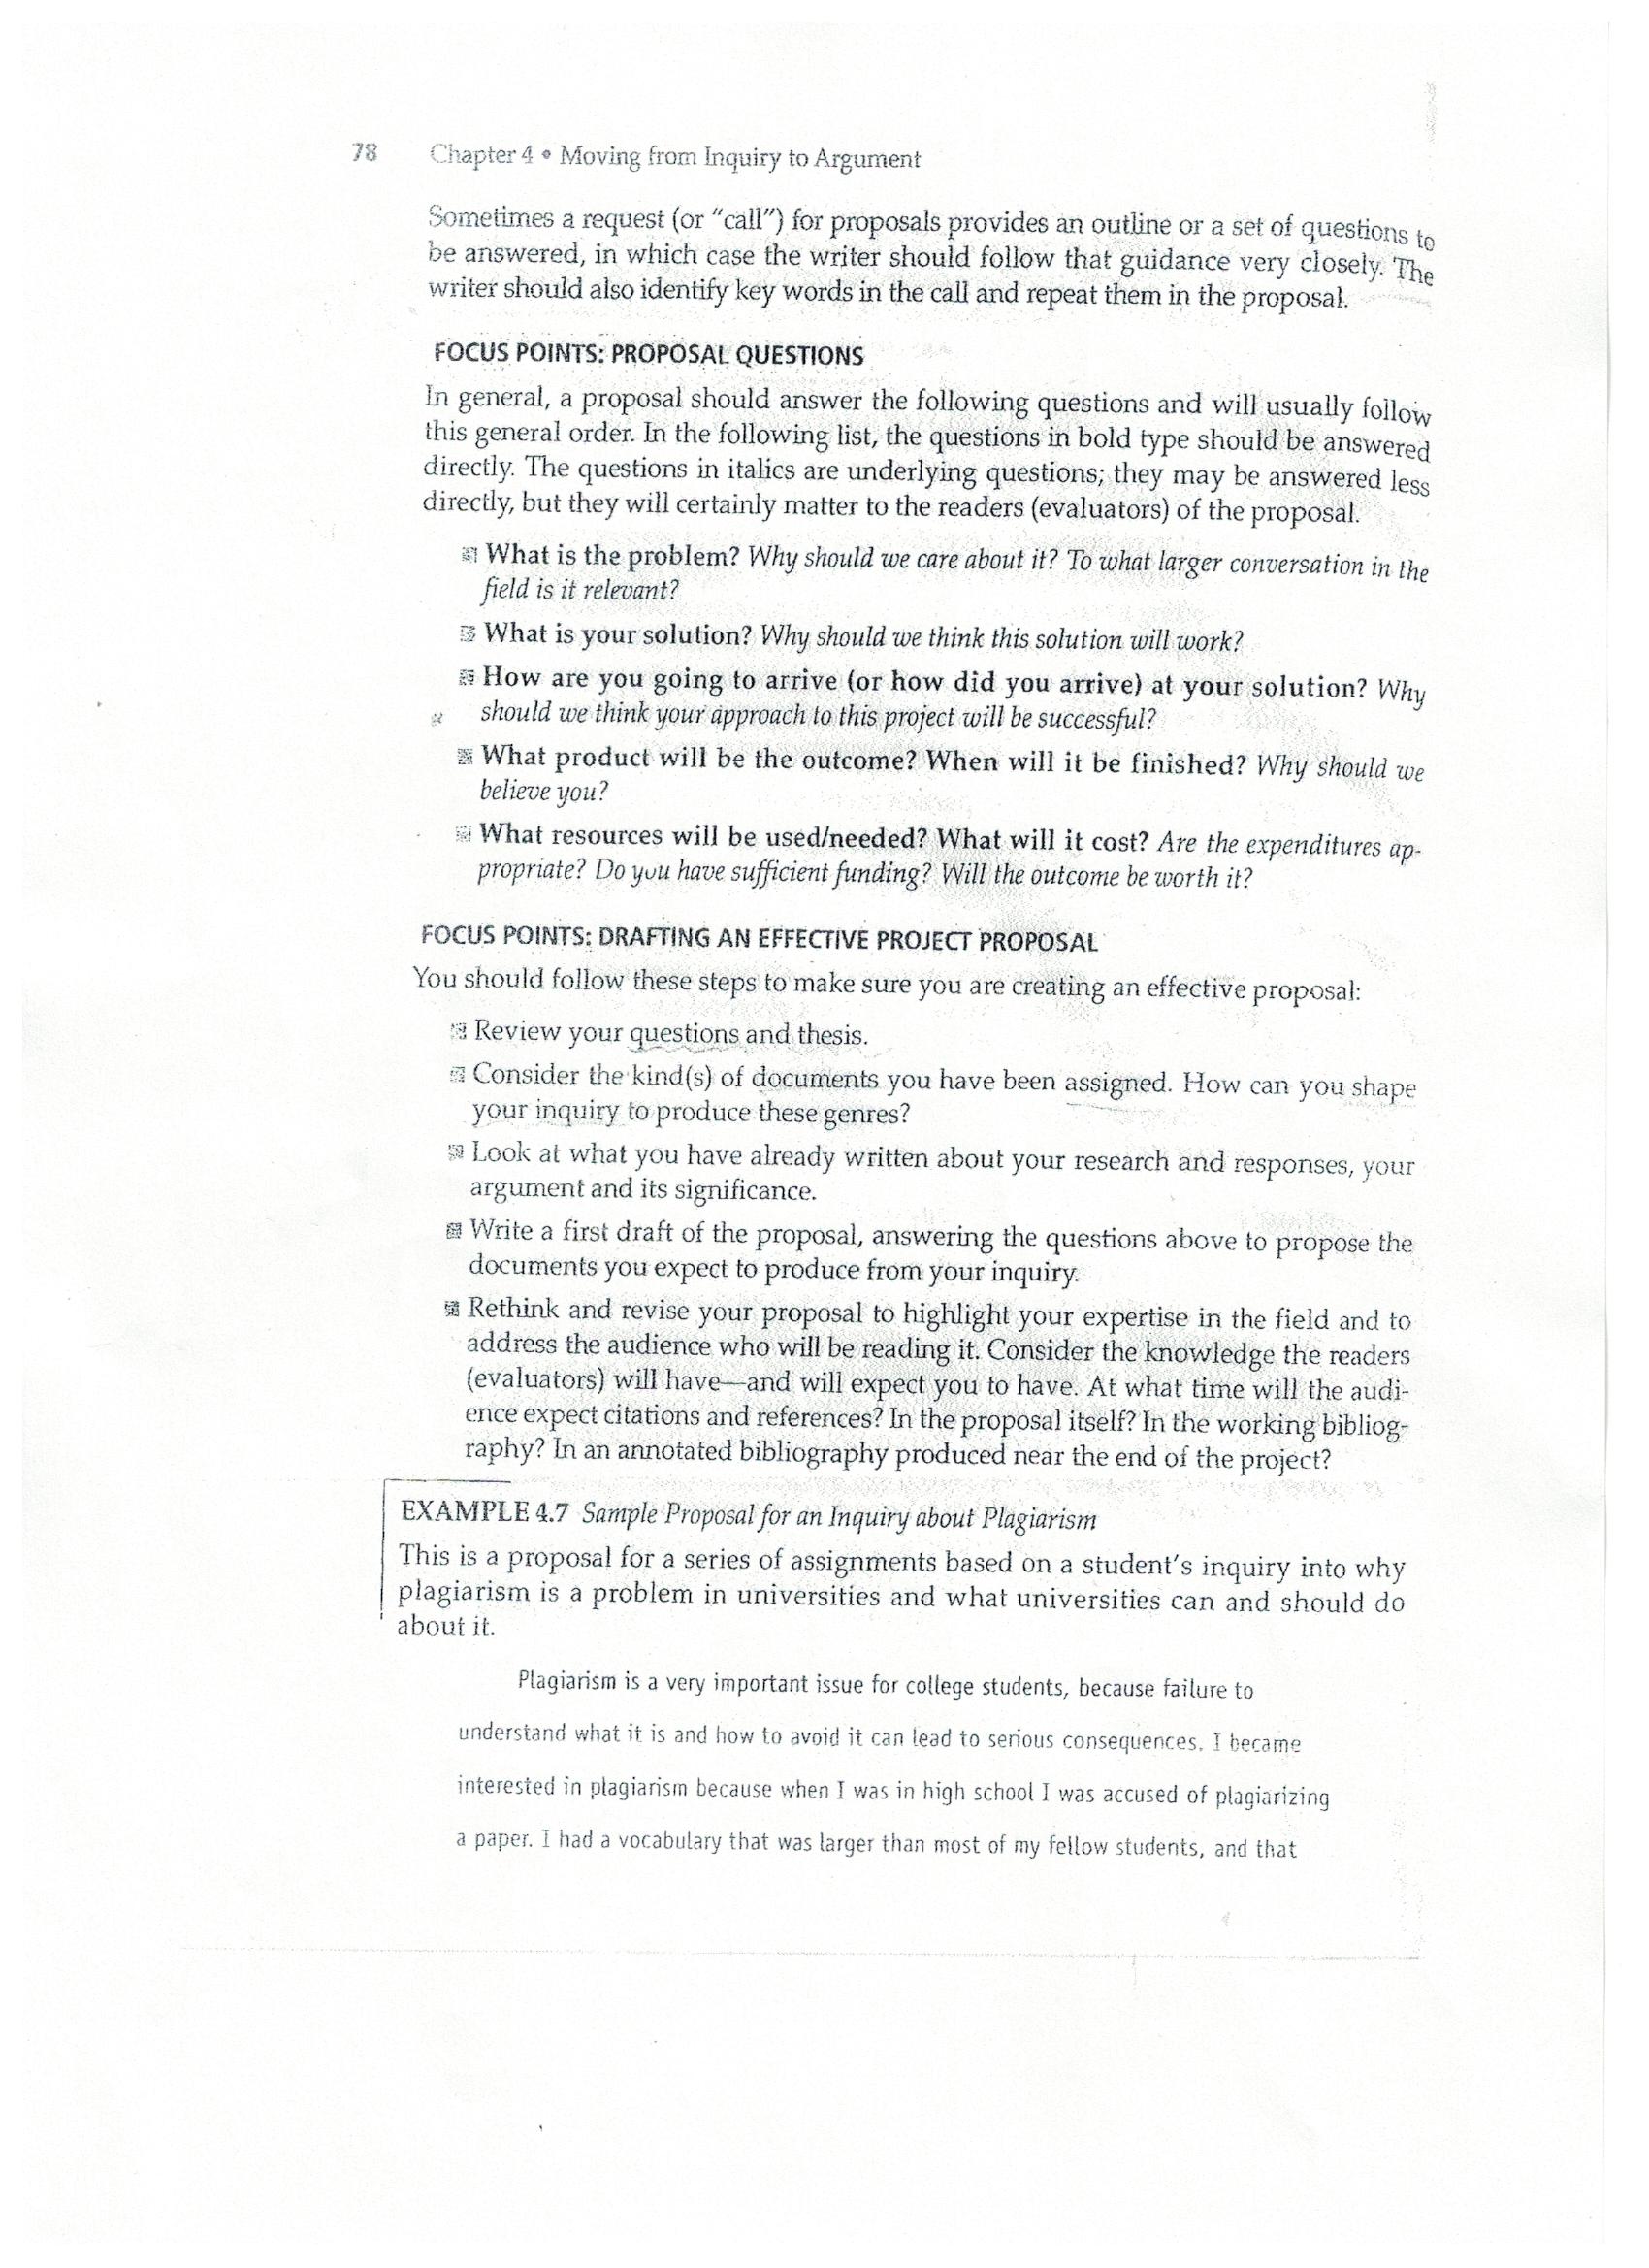 78 Chapter 4 • Moving from Inquiry to Argument
Sometimes a request (or "call") for proposals provides an outline or a set of questions to
be answered, in which case the writer should follow that guidance very closely. The
writer should also identify key words in the call and repeat them in the proposal.
FOCUS POINTS: PROPOSAL QUESTIONS
In general, a proposal should answer the following questions and will usually follow
this general order. In the following list, the questions in bold type should be answered
directly. The questions in italics are underlying questions; they may be answered less
directly, but they will certainly matter to the readers (evaluators) of the proposal.
What is the problem? Why should we care about it? To what larger conversation in the
field is it relevant?
What is your solution? Why should we think this solution will work?
How are you going to arrive (or how did you arrive) at your solution? Why
should we think your approach to this project will be successful?
What product will be the outcome? When will it be finished? Why should we
believe you?
What resources will be used/needed? What will it cost? Are the expenditures ap-
propriate? Do you have sufficient funding? Will the outcome be worth it?
FOCUS POINTS: DRAFTING AN EFFECTIVE PROJECT PROPOSAL
You should follow these steps to make sure you are creating an effective proposal:
Review your questions and thesis.
Consider the kind(s) of documents you have been assigned. How can you shape
your inquiry to produce these genres?
Look at what you have already written about your research and responses, your
argument and its significance.
Write a first draft of the proposal, answering the questions above to propose the
documents you expect to produce from your inquiry.
Rethink and revise your proposal to highlight your expertise in the field and to
address the audience who will be reading it. Consider the knowledge the readers
(evaluators) will have—and will expect you to have. At what time will the audi-
ence expect citations and references? In the proposal itself? In the working bibliog-
raphy? In an annotated bibliography produced near the end of the project?
EXAMPLE 4.7 Sample Proposal for an Inquiry about Plagiarism
This is a proposal for a series of assignments based on a student's inquiry into why
plagiarism is a problem in universities and what universities can and should do
about it.
Plagiarism is a very important issue for college students, because failure to
understand what it is and how to avoid it can lead to serious consequences. I became
interested in plagiarism because when I was in high school I was accused of plagiarizing
a paper. I had a vocabulary that was larger than most of my fellow students, and that